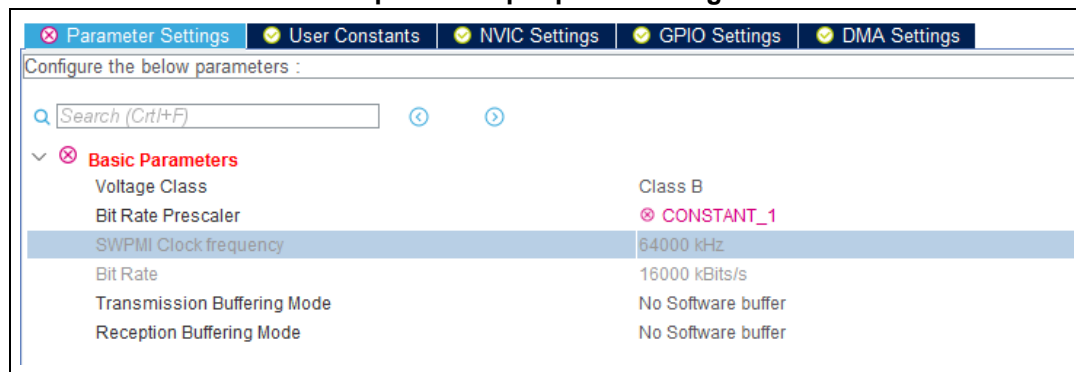 Parameter Settings User Constants NVIC Settings GPIO Settings DMA Settings
Configure the below parameters :
Search (Crtl+F)
Basic Parameters
Voltage Class Class B
Bit Rate Prescaler CONSTANT_1
SWPMI Clock frequency 64000 kHz
Bit Rate 16000 kBits/s
Transmission Buffering Mode No Software buffer
Reception Buffering Mode No Software buffer